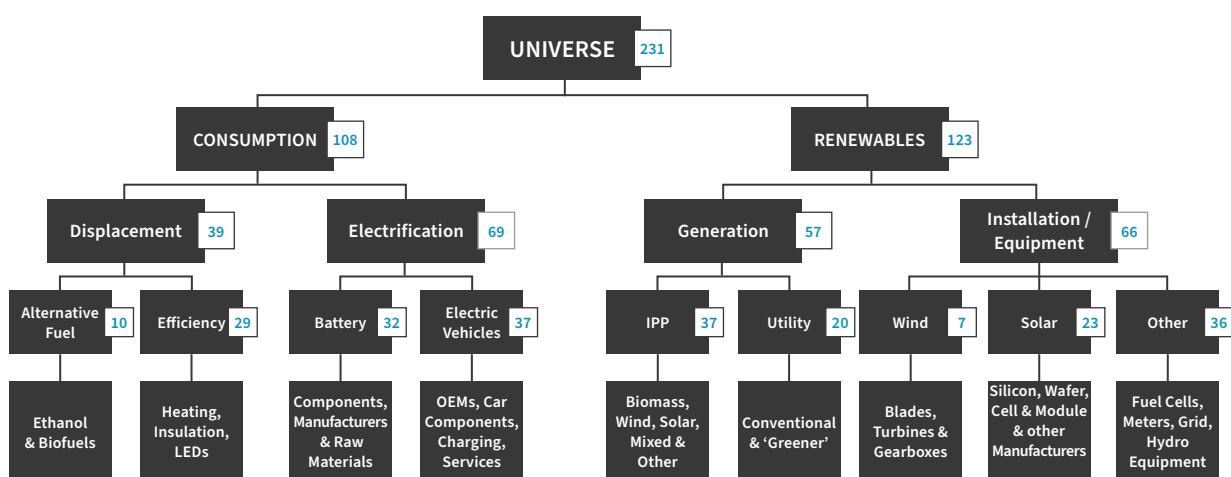 UNIVERSE 231
CONSUMPTION 108
RENEWABLES 123
Displacement 39
Electrification 69
Generation 57
Installation /
Equipment 66
Alternative
Fuel 10
Efficiency 29
Battery 32
Electric
Vehicles 37
IPP 37
Utility 20
Wind 7
Solar 23
Other 36
Ethanol
& Biofuels
Heating,
Insulation,
LEDs
Components,
Manufacturers
& Raw
Materials
OEMs, Car
Components,
Charging,
Services
Biomass,
Wind, Solar,
Mixed &
Other
Conventional
& ‘Greener’
Blades,
Turbines &
Gearboxes
Silicon, Wafer,
Cell & Module
& other
Manufacturers
Fuel Cells,
Meters, Grid,
Hydro
Equipment